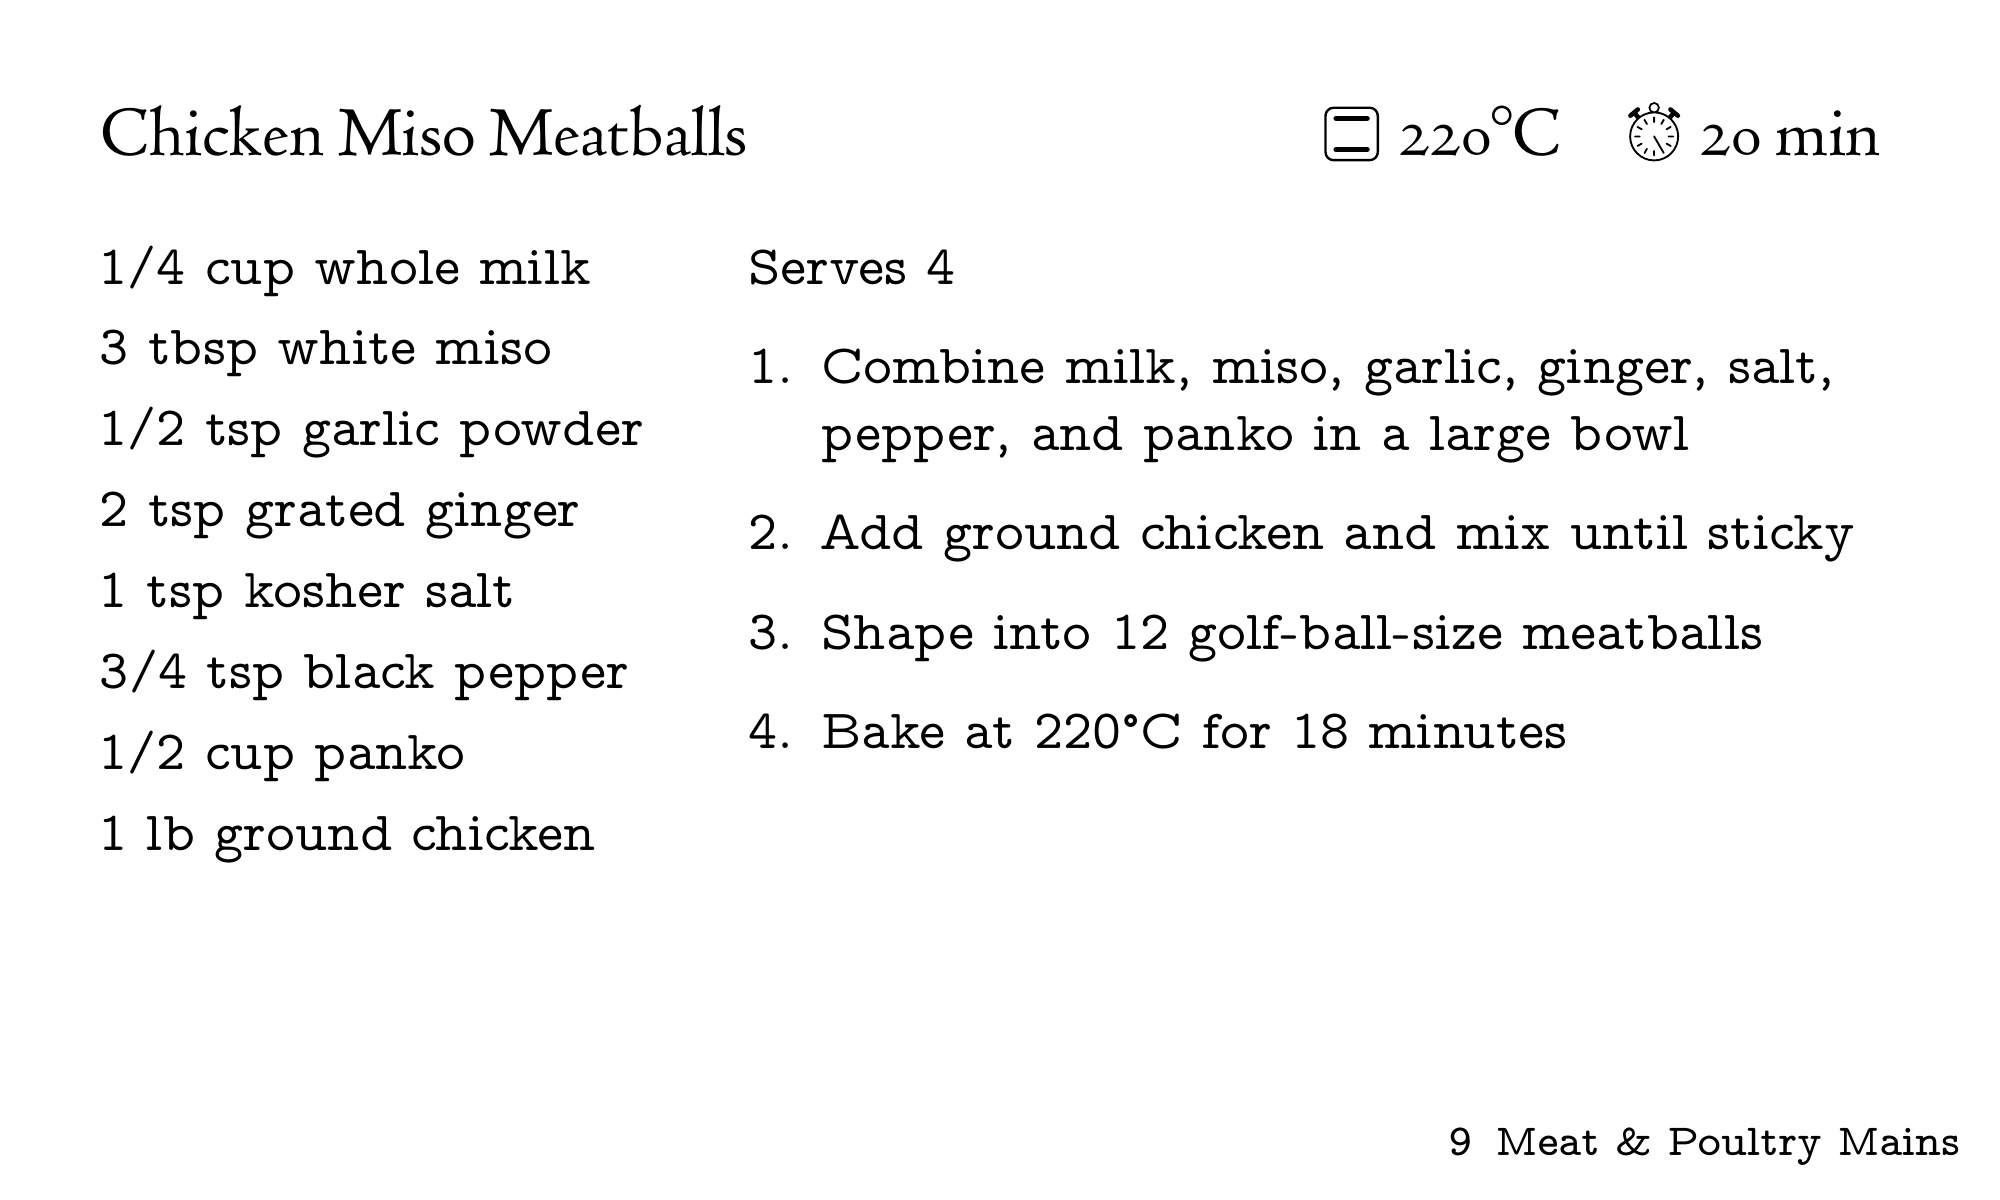 Chicken Miso Meatballs
220°C 20 min
1/4 cup whole milk
3 tbsp white miso
1/2 tsp garlic powder
2 tsp grated ginger
1 tsp kosher salt
3/4 tsp black pepper
1/2 cup panko
1 lb ground chicken
Serves 4
1. Combine milk, miso, garlic, ginger, salt,
pepper, and panko in a large bowl
2. Add ground chicken and mix until sticky
3. Shape into 12 golf-ball-size meatballs
4. Bake at 220°C for 18 minutes
9 Meat & Poultry Mains